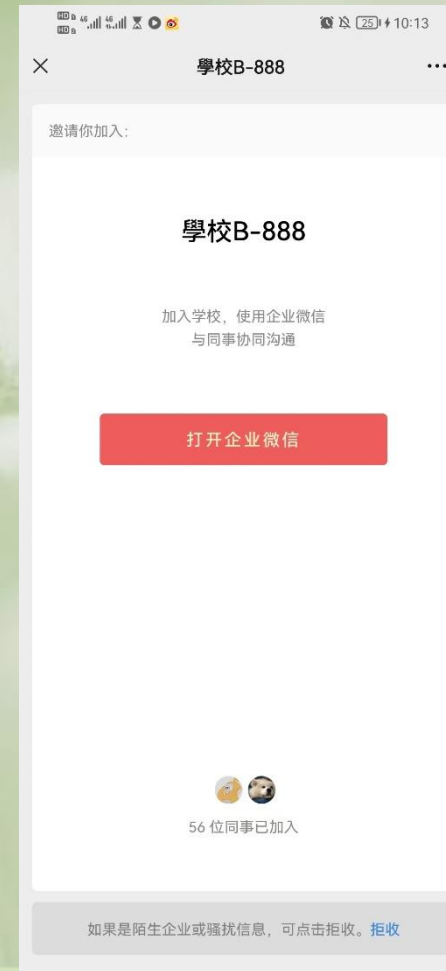 10:13
25
學校B-888
邀请你加入：
學校B-888
加入学校，使用企业微信
与同事协同沟通
打开企业微信
56 位同事已加入
如果是陌生企业或骚扰信息，可点击拒收。拒收